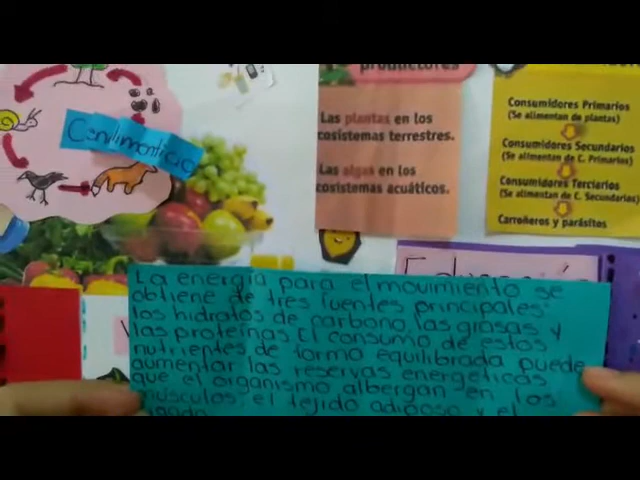 productores
Las plantas en los
cosistemas terrestres.
Las algas en los
cosistemas acuáticos.
Consumidores Primarios
(Se alimentan de plantas)
Consumidores Secundarios
(Se alimentan de C. Primarios)
Consumidores Terciarios
(Se alimentan de C. Secundarios)
Carroñeros y parásitos
La energía para el movimiento se
obtiene de tres fuentes principales:
los hidratos de carbono, las grasas y
las proteínas. El consumo de estos
nutrientes de forma equilibrada puede
aumentar las reservas energéticas
que el organismo albergan en los
músculos el tejido adiposo y el